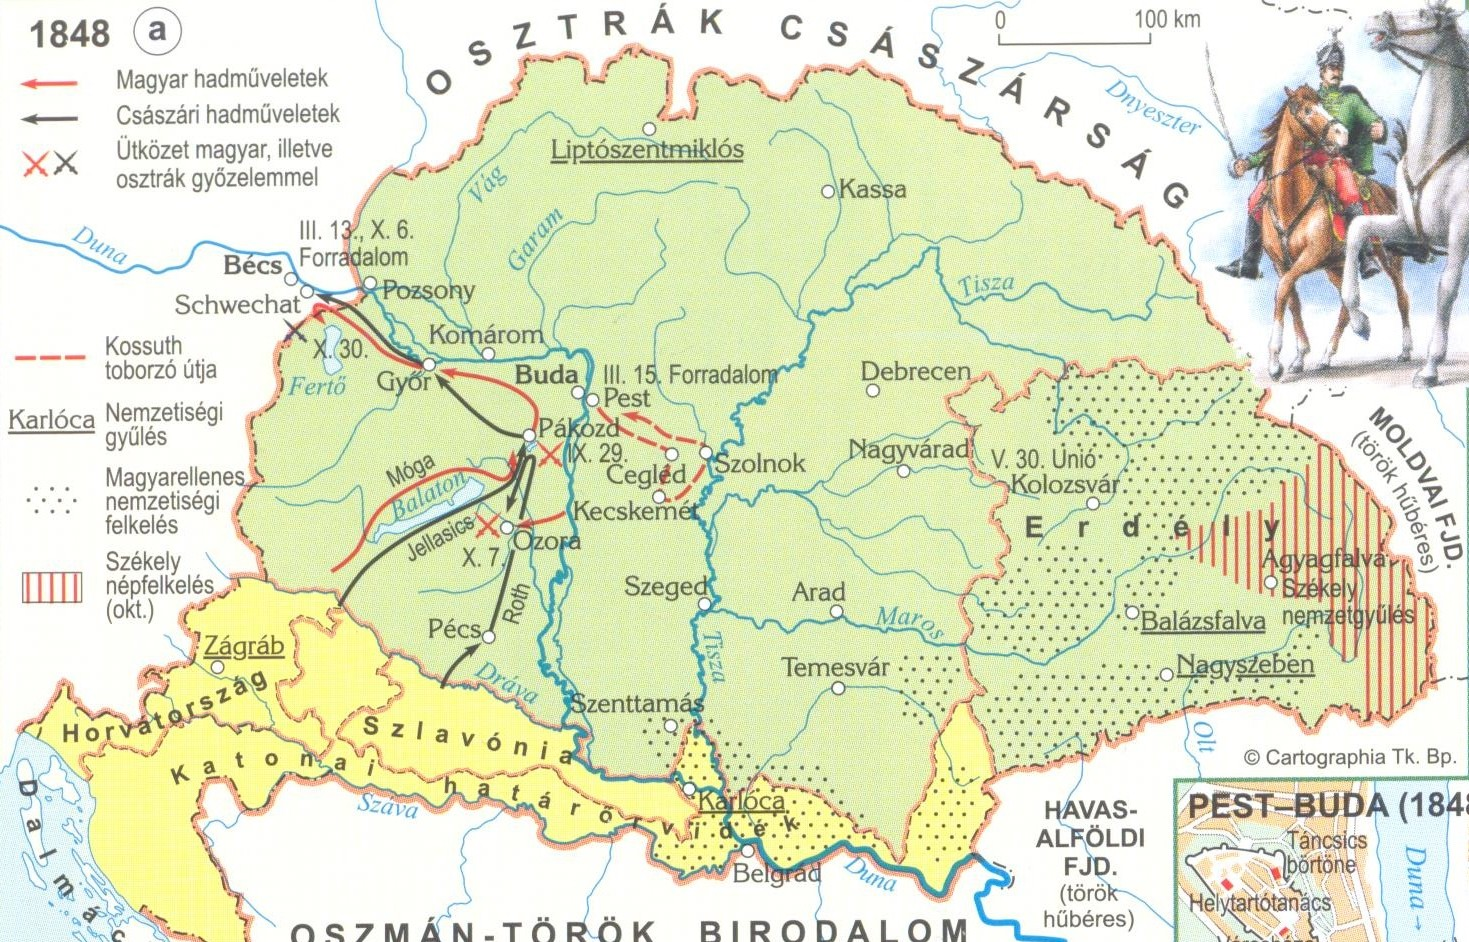 1848 a
Magyar hadműveletek
Császári hadműveletek
Ütközet magyar, illetve
osztrák győzelemmel
OSZTRÁK CSÁSZÁRSÁG
0 100 km
Dnyeszter
Liptószentmiklós
Kassa
Vág
Garam
Duna
III. 13., X. 6.
Forradalom
Bécs
Pozsony
Schwechat
Tisza
Komárom
X. 30.
Kossuth
toborzó útja
Fertő
Győr
Buda
III. 15. Forradalom
Pest
Debrecen
Karlóca
Nemzetiségi
gyűlés
Pákozd
IX. 29.
Cegléd
Szolnok
Nagyvárad
V. 30. Unió
Kolozsvár
MOLDVAI FJD.
(török hűbéres)
Magyarellenes
nemzetiségi
felkelés
Móga
Balaton
Kecskemét
Jellasics
X. 7.
Ozora
Erdély
Székely
népfelkelés
(okt.)
Agyagfalva
Székely
nemzetgyűlés
Szeged
Arad
Maros
Roth
Pécs
Balázsfalva
Zágráb
Tisza
Temesvár
Nagyszeben
Dráva
Szenttamás
Horvátország
Szlavónia
Olt
© Cartographia Tk. Bp.
Katonai határőrvidék
Karlóca
Száva
Belgrád
Duna
HAVAS-
ALFÖLDI
FJD.
(török
hűbéres)
PEST–BUDA (1848
Táncsics
börtöne
Helytartótanács
Duna
Dalmác
OSZMÁN-TÖRÖK BIRODALOM